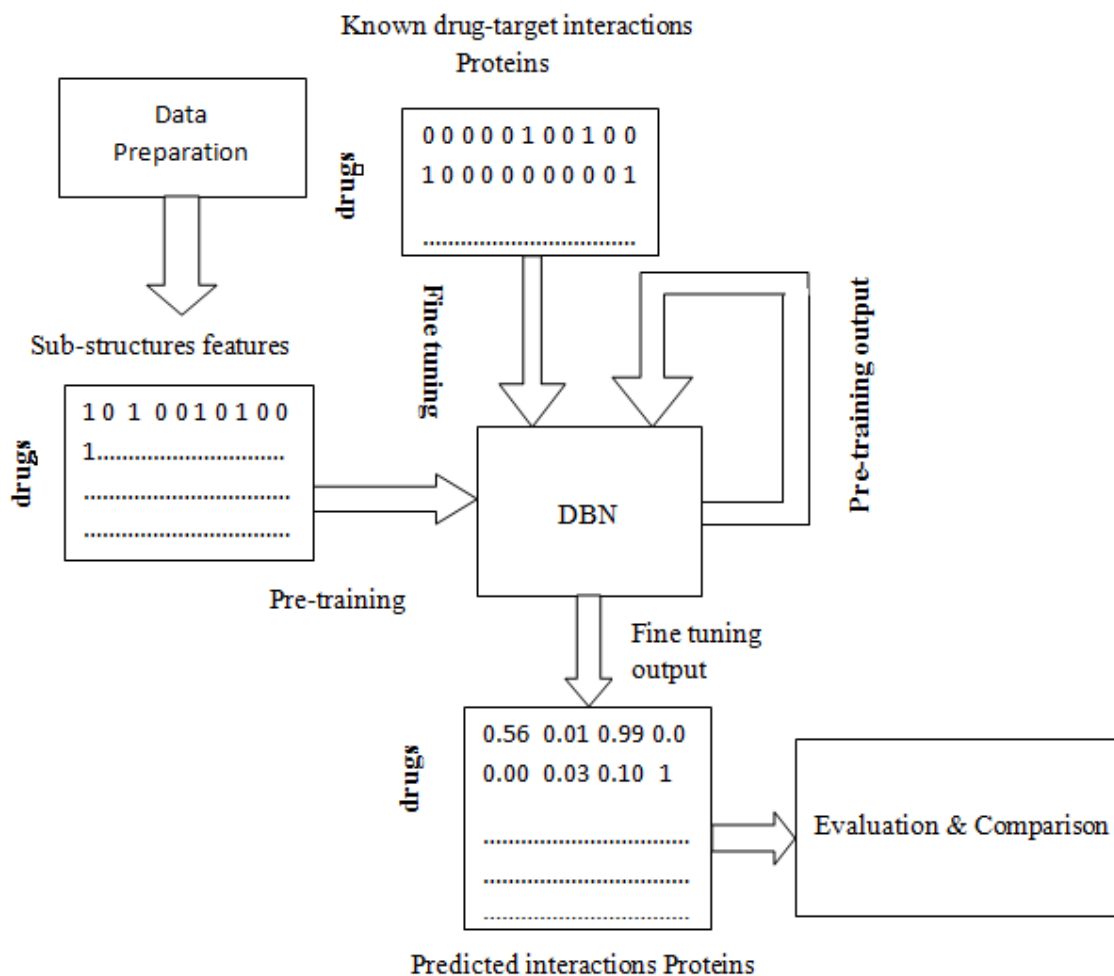 Known drug-target interactions
Proteins
Data
Preparation
drugs
0 0 0 0 0 1 0 0 1 0 0
1 0 0 0 0 0 0 0 0 0 1
..................................
Fine tuning
Pre-training output
Sub-structures features
drugs
1 0 1 0 0 1 0 1 0 0
1..............................
.................................
.................................
DBN
Pre-training
Fine tuning
output
drugs
0.56 0.01 0.99 0.0
0.00 0.03 0.10 1
.................................
.................................
.................................
Evaluation & Comparison
Predicted interactions Proteins